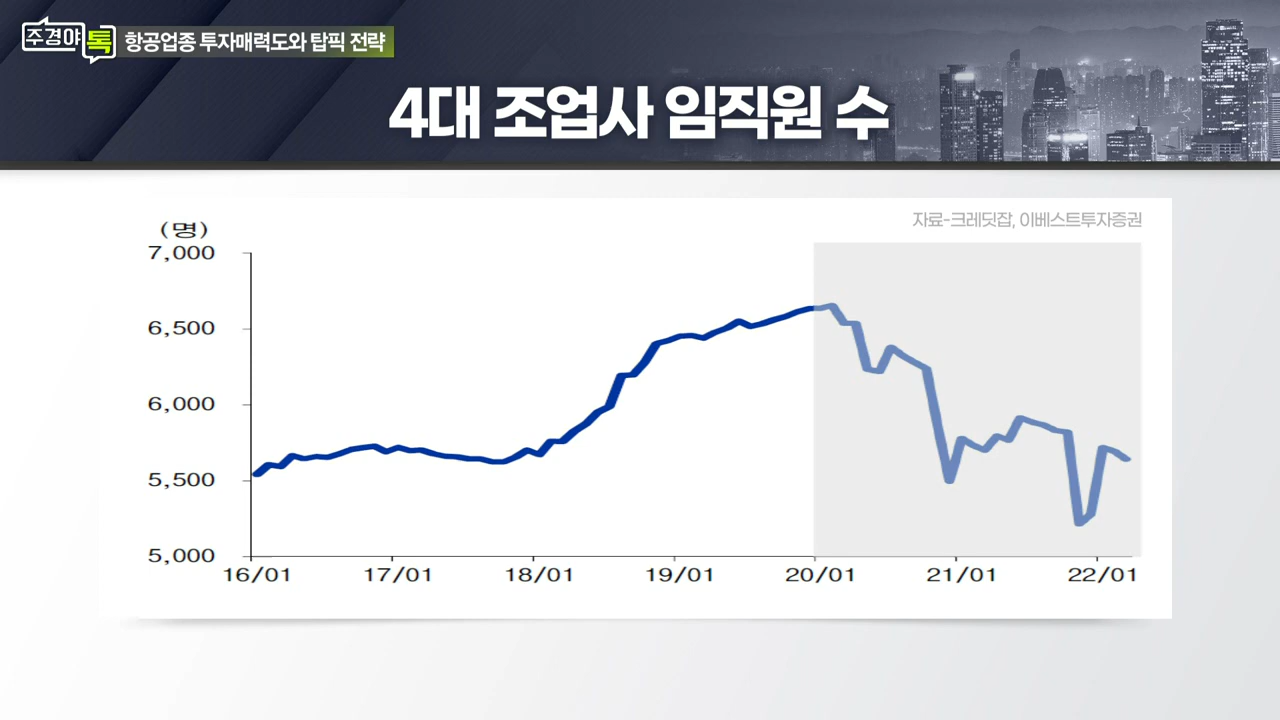 주경야톡 항공업종 투자매력도와 탑픽 전략
4대 조업사 임직원 수
자료-크레딧잡, 이베스트투자증권
(명)
7,000
6,500
6,000
5,500
5,000
16/01 17/01 18/01 19/01 20/01 21/01 22/01